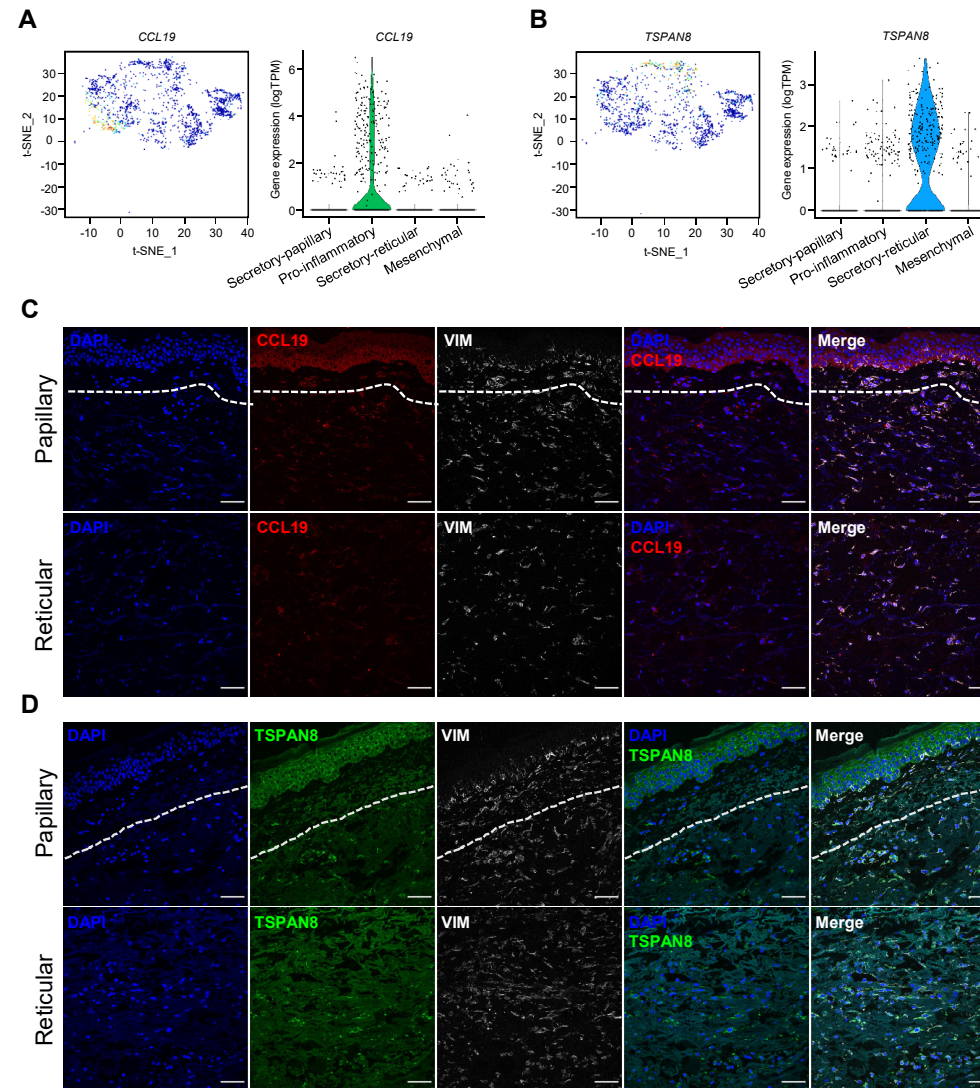 A
CCL19
t-SNE_2
30
20
10
0
-10
-20
-30
-10
0
10
20
30
40
t-SNE_1
CCL19
Gene expression (logTPM)
6
4
2
0
Secretory-papillary
Pro-inflammatory
Secretory-reticular
Mesenchymal
B
TSPAN8
t-SNE_2
30
20
10
0
-10
-20
-30
-10
0
10
20
30
40
t-SNE_1
TSPAN8
Gene expression (logTPM)
3
2
1
0
Secretory-papillary
Pro-inflammatory
Secretory-reticular
Mesenchymal
C
Papillary
DAPI
CCL19
VIM
DAPI
CCL19
Merge
Reticular
DAPI
CCL19
VIM
DAPI
CCL19
Merge
D
Papillary
DAPI
TSPAN8
VIM
DAPI
TSPAN8
Merge
Reticular
DAPI
TSPAN8
VIM
DAPI
TSPAN8
Merge